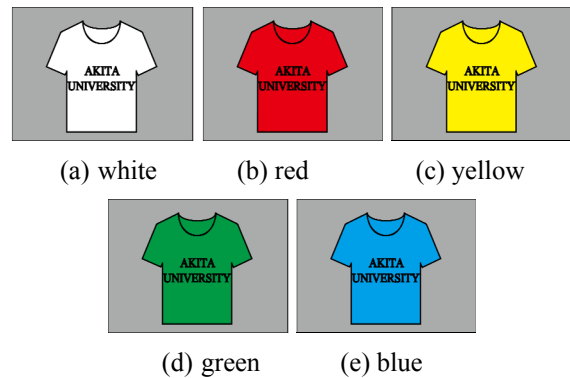 AKITA
UNIVERSITY
AKITA
UNIVERSITY
AKITA
UNIVERSITY
(a) white
(b) red
(c) yellow
AKITA
UNIVERSITY
AKITA
UNIVERSITY
(d) green
(e) blue